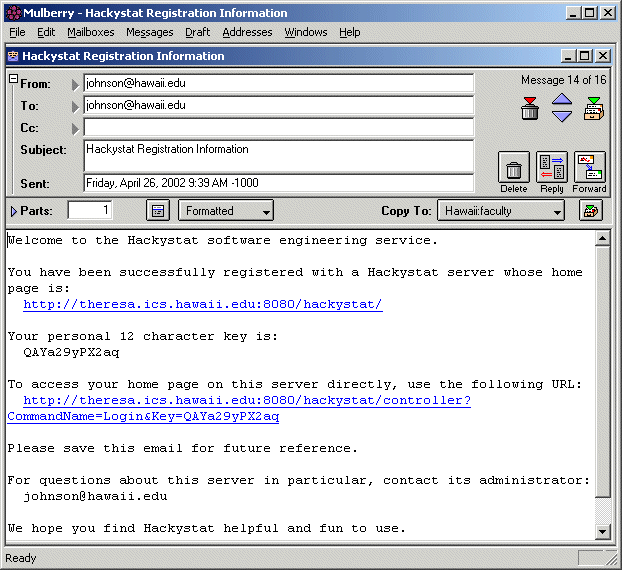 Mulberry - Hackystat Registration Information
File Edit Mailboxes Messages Draft Addresses Windows Help
Hackystat Registration Information
From: johnson@hawaii.edu
Message 14 of 16
To: johnson@hawaii.edu
Cc:
Subject: Hackystat Registration Information
Sent: Friday, April 26, 2002 9:39 AM -1000
Delete Reply Forward
Parts: 1 Formatted Copy To: Hawaii:faculty
Welcome to the Hackystat software engineering service.
You have been successfully registered with a Hackystat server whose home
page is:
http://theresa.ics.hawaii.edu:8080/hackystat/
Your personal 12 character key is:
QAYa29yPX2aq
To access your home page on this server directly, use the following URL:
http://theresa.ics.hawaii.edu:8080/hackystat/controller?
CommandName=Login&Key=QAYa29yPX2aq
Please save this email for future reference.
For questions about this server in particular, contact its administrator:
johnson@hawaii.edu
We hope you find Hackystat helpful and fun to use.
Ready